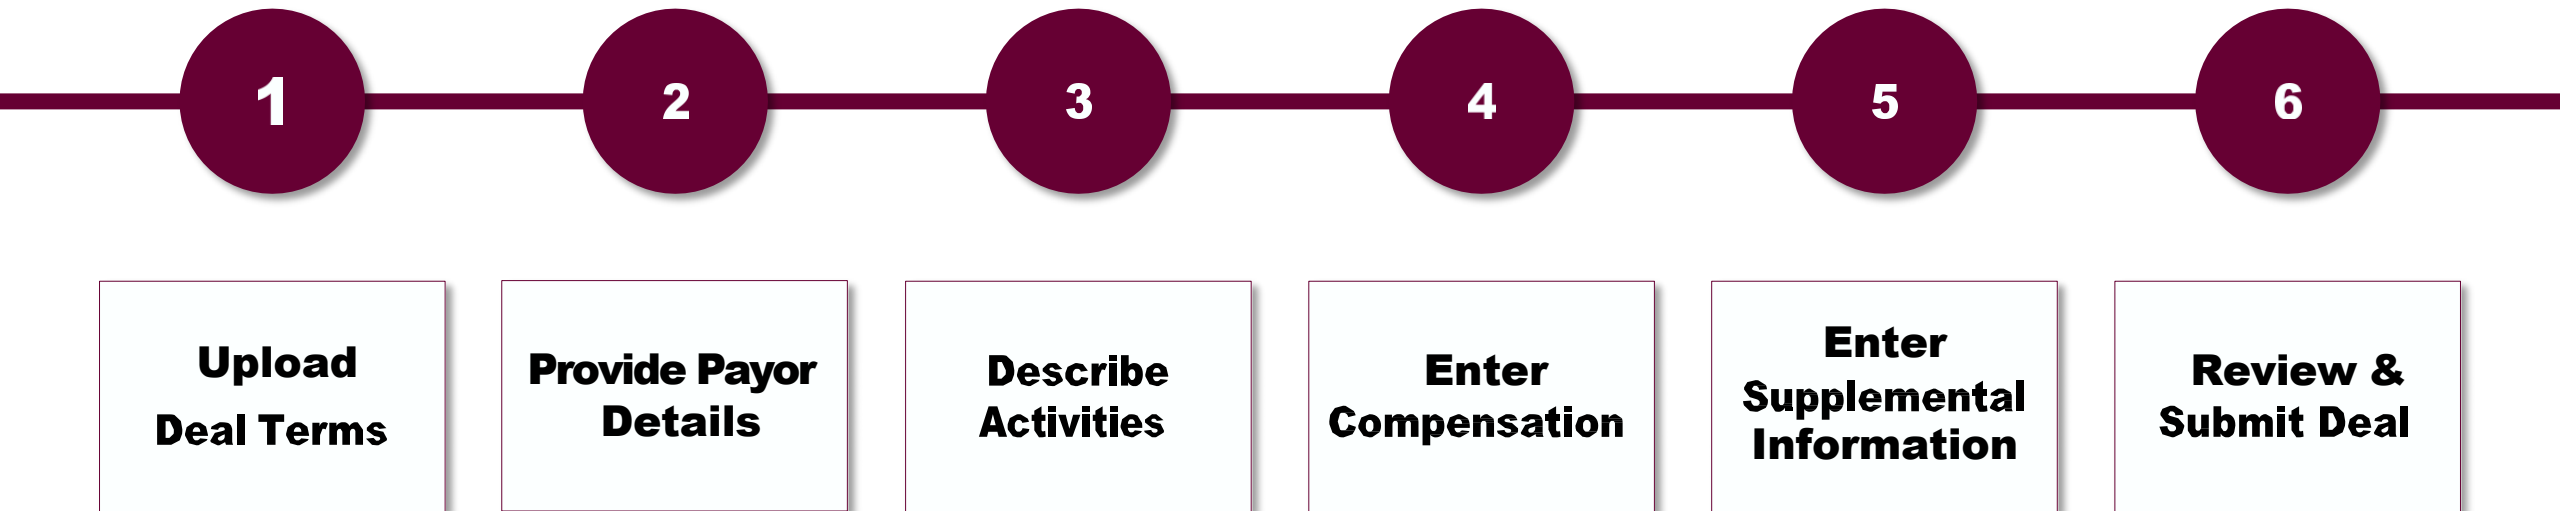 1
2
3
4
5
6
Upload
Deal Terms
Provide Payor
Details
Describe
Activities
Enter
Compensation
Enter
Supplemental
Information
Review &
Submit Deal